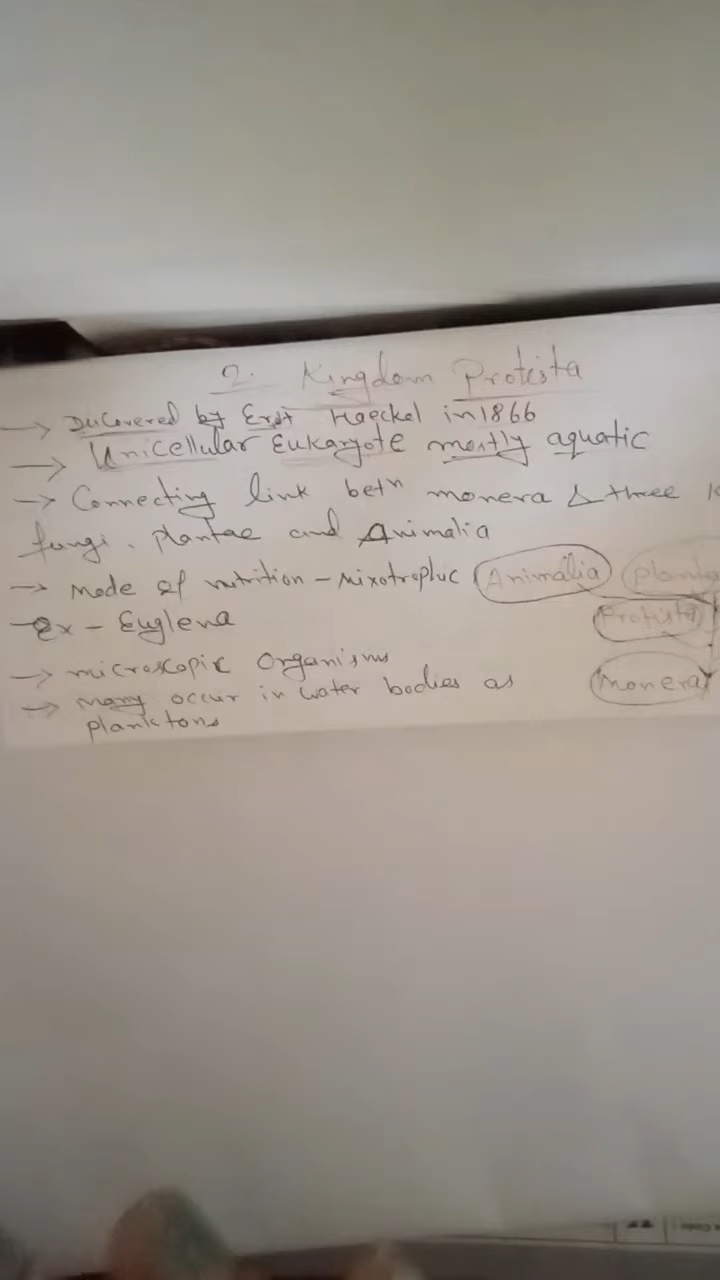 2. Kingdom Protista
→ Discovered by Erst Haeckel in 1866
→ Unicellular Eukaryote mostly aquatic
→ Connecting link betⁿ monera & three
fungi, plantae and Animalia
→ Mode of nutrition - Mixotrophic Animalia
Ex - Euglena Protista
→ microscopic Organisms
→ many occur in water bodies as Monera
planktons